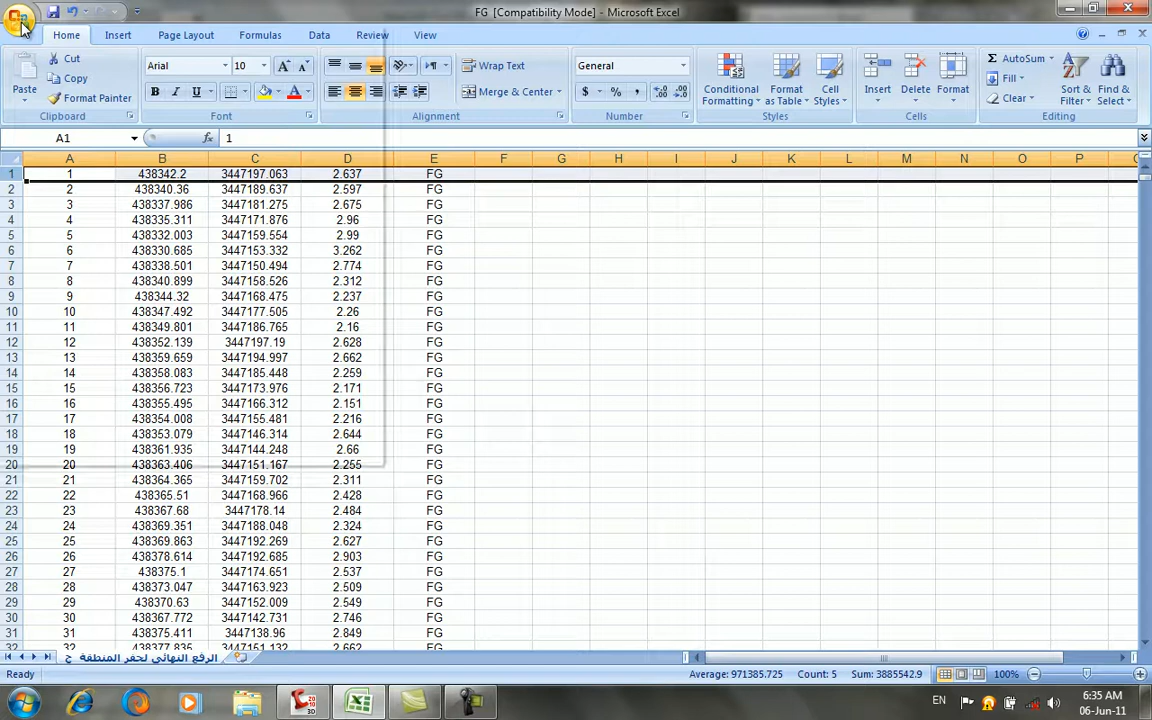 FG [Compatibility Mode] - Microsoft Excel
Home Insert Page Layout Formulas Data Review View
Paste Cut Copy Format Painter Clipboard
Arial 10 B I U A A A Font
Wrap Text Merge & Center Alignment
General $ % , Number
Conditional Formatting Format as Table Cell Styles Styles
Insert Delete Format Cells
Σ AutoSum Fill Clear Sort & Filter Find & Select Editing
A1 fx 1
A B C D E F G H I J K L M N O P
1 1 438342.2 3447197.063 2.637 FG
2 2 438340.36 3447189.637 2.597 FG
3 3 438337.986 3447181.275 2.675 FG
4 4 438335.311 3447171.876 2.96 FG
5 5 438332.003 3447159.554 2.99 FG
6 6 438330.685 3447153.332 3.262 FG
7 7 438338.501 3447150.494 2.774 FG
8 8 438340.899 3447158.526 2.312 FG
9 9 438344.32 3447168.475 2.237 FG
10 10 438347.492 3447177.505 2.26 FG
11 11 438349.801 3447186.765 2.16 FG
12 12 438352.139 3447197.19 2.628 FG
13 13 438359.659 3447194.997 2.662 FG
14 14 438358.083 3447185.448 2.259 FG
15 15 438356.723 3447173.976 2.171 FG
16 16 438355.495 3447166.312 2.151 FG
17 17 438354.008 3447155.481 2.216 FG
18 18 438353.079 3447146.314 2.644 FG
19 19 438361.935 3447144.248 2.66 FG
20 20 438363.406 3447151.167 2.255 FG
21 21 438364.365 3447159.702 2.311 FG
22 22 438365.51 3447168.966 2.428 FG
23 23 438367.68 3447178.14 2.484 FG
24 24 438369.351 3447188.048 2.324 FG
25 25 438369.863 3447192.269 2.627 FG
26 26 438378.614 3447192.685 2.903 FG
27 27 438375.1 3447174.651 2.537 FG
28 28 438373.047 3447163.923 2.509 FG
29 29 438370.63 3447152.009 2.549 FG
30 30 438367.772 3447142.731 2.746 FG
31 31 438375.411 3447138.96 2.849 FG
32 32 438377.835 3447151.132 2.662 FG
الرفع النهائي لحفر المنطقة ح
Ready Average: 971385.725 Count: 5 Sum: 3885542.9 100%
EN 6:35 AM
06-Jun-11